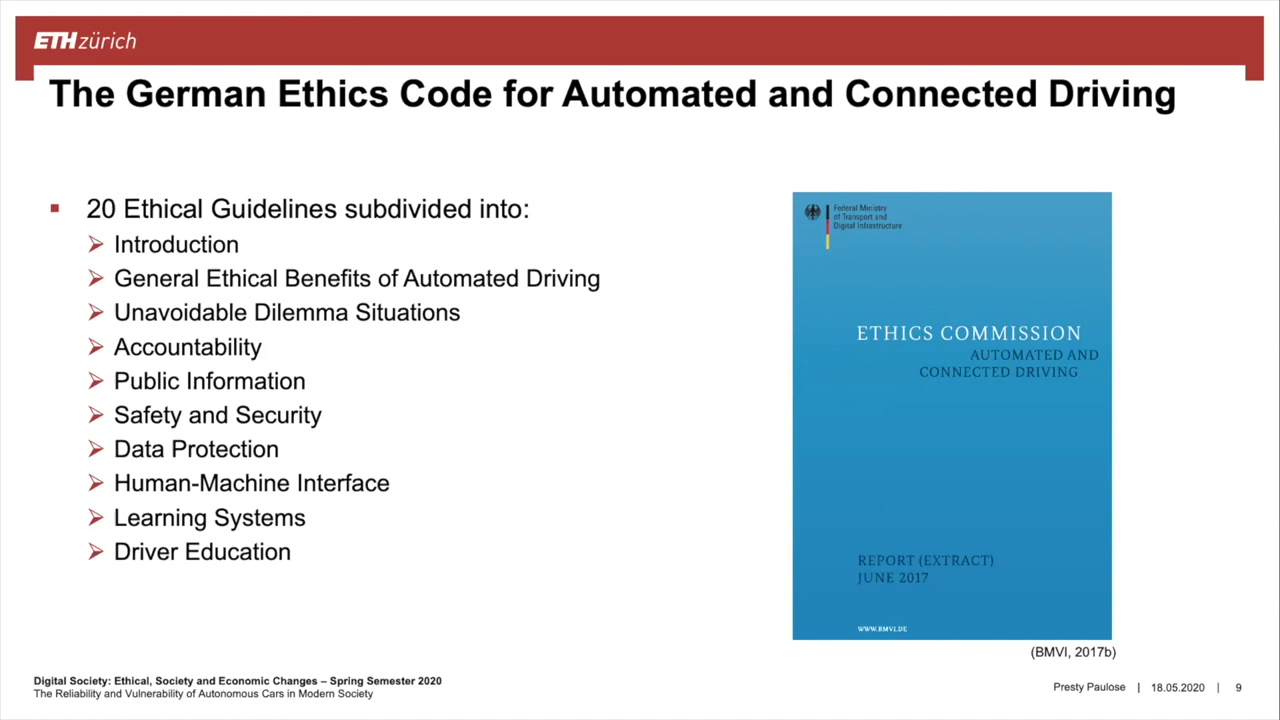 ETH zürich
The German Ethics Code for Automated and Connected Driving
20 Ethical Guidelines subdivided into:
Introduction
General Ethical Benefits of Automated Driving
Unavoidable Dilemma Situations
Accountability
Public Information
Safety and Security
Data Protection
Human-Machine Interface
Learning Systems
Driver Education
Federal Ministry
of Transport and
Digital Infrastructure
ETHICS COMMISSION
AUTOMATED AND
CONNECTED DRIVING
REPORT (EXTRACT)
JUNE 2017
WWW.BMVI.DE
(BMVI, 2017b)
Digital Society: Ethical, Society and Economic Changes – Spring Semester 2020
The Reliability and Vulnerability of Autonomous Cars in Modern Society
Presty Paulose | 18.05.2020 | 9